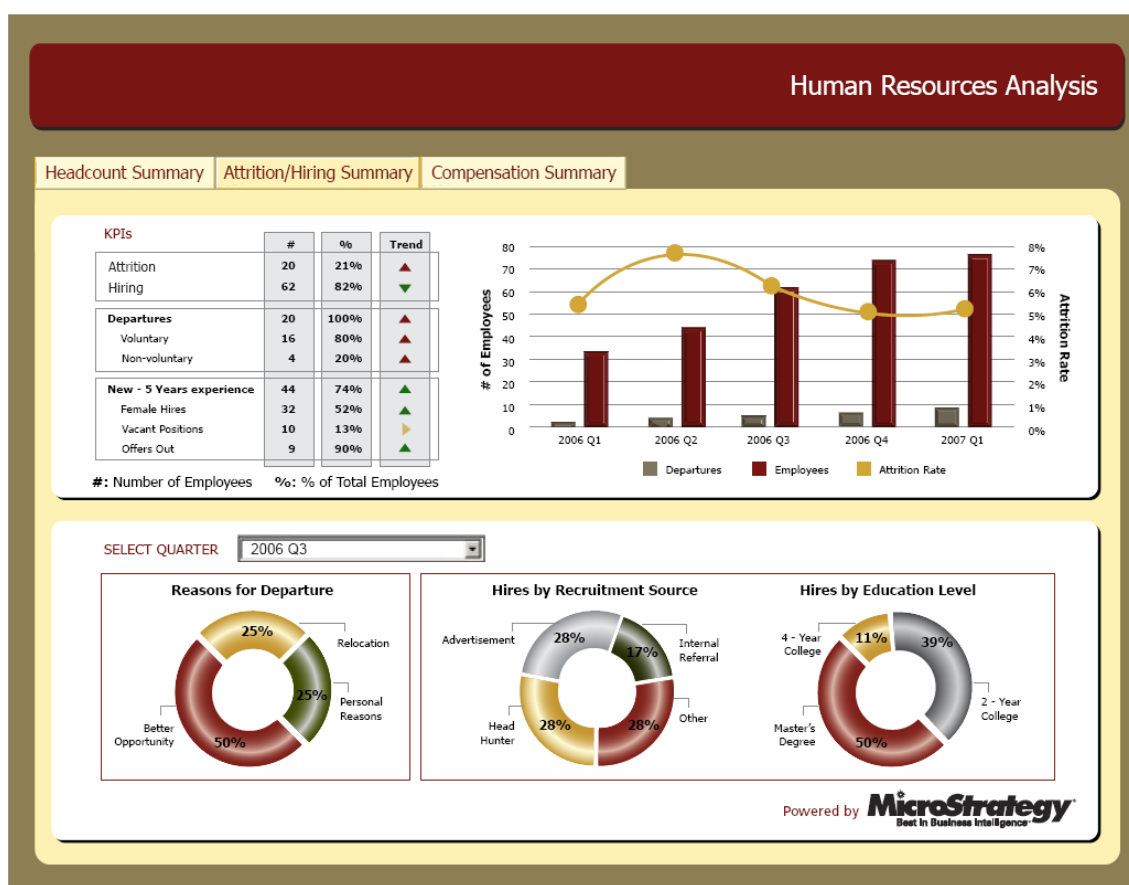 Human Resources Analysis
Headcount Summary Attrition/Hiring Summary Compensation Summary
KPIs
# % Trend
Attrition 20 21%
Hiring 62 82%
Departures 20 100%
Voluntary 16 80%
Non-voluntary 4 20%
New - 5 Years experience 44 74%
Female Hires 32 52%
Vacant Positions 10 13%
Offers Out 9 90%
#: Number of Employees %: % of Total Employees
# of Employees
80
70
60
50
40
30
20
10
0
8%
7%
6%
5%
4%
3%
2%
1%
0%
Attrition Rate
2006 Q1 2006 Q2 2006 Q3 2006 Q4 2007 Q1
Departures Employees Attrition Rate
SELECT QUARTER 2006 Q3
Reasons for Departure
25%
Relocation
25%
Personal
Reasons
Better
Opportunity
50%
Hires by Recruitment Source
Advertisement
28%
17%
Internal
Referral
Head
Hunter
28%
28%
Other
Hires by Education Level
4 - Year
College
11%
39%
2 - Year
College
Master's
Degree
50%
Powered by MicroStrategy
Best In Business Intelligence